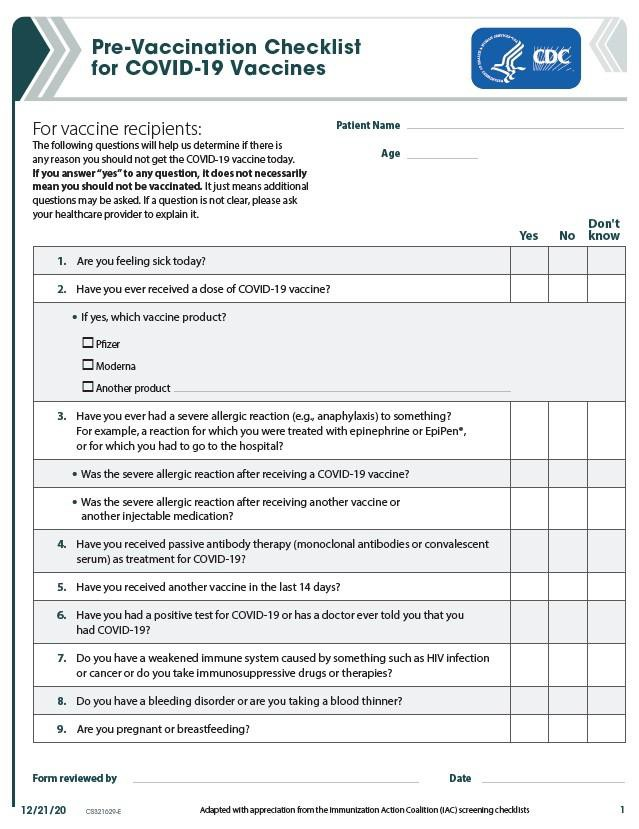 Pre-Vaccination Checklist
for COVID-19 Vaccines
CDC
For vaccine recipients:
The following questions will help us determine if there is
any reason you should not get the COVID-19 vaccine today.
If you answer “yes” to any question, it does not necessarily
mean you should not be vaccinated. It just means additional
questions may be asked. If a question is not clear, please ask
your healthcare provider to explain it.
Patient Name
Age
Yes No Don't know
1. Are you feeling sick today?
2. Have you ever received a dose of COVID-19 vaccine?
• If yes, which vaccine product?
Pfizer
Moderna
Another product
3. Have you ever had a severe allergic reaction (e.g., anaphylaxis) to something?
For example, a reaction for which you were treated with epinephrine or EpiPen®,
or for which you had to go to the hospital?
• Was the severe allergic reaction after receiving a COVID-19 vaccine?
• Was the severe allergic reaction after receiving another vaccine or
another injectable medication?
4. Have you received passive antibody therapy (monoclonal antibodies or convalescent
serum) as treatment for COVID-19?
5. Have you received another vaccine in the last 14 days?
6. Have you had a positive test for COVID-19 or has a doctor ever told you that you
had COVID-19?
7. Do you have a weakened immune system caused by something such as HIV infection
or cancer or do you take immunosuppressive drugs or therapies?
8. Do you have a bleeding disorder or are you taking a blood thinner?
9. Are you pregnant or breastfeeding?
Form reviewed by
Date
12/21/20 CS321629-E Adapted with appreciation from the Immunization Action Coalition (IAC) screening checklists 1